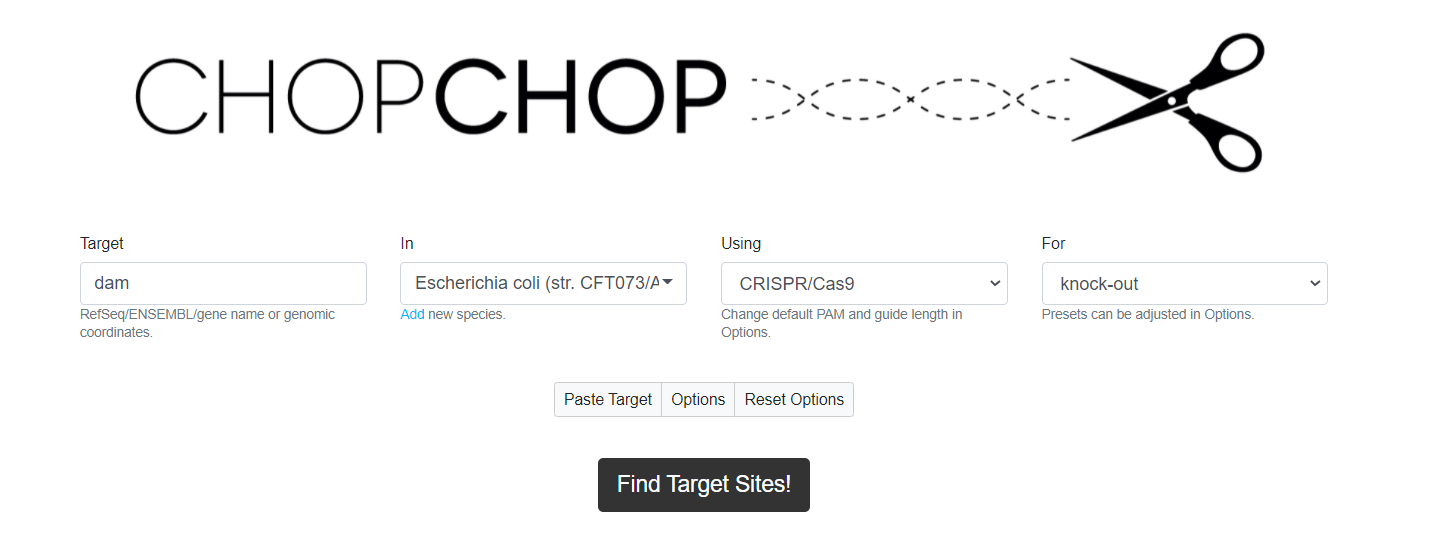 CHOPCHOP
Target
In
Using
For
dam
Escherichia coli (str. CFT073/A
CRISPR/Cas9
knock-out
RefSeq/ENSEMBL/gene name or genomic
coordinates.
Add new species.
Change default PAM and guide length in
Options.
Presets can be adjusted in Options.
Paste Target
Options
Reset Options
Find Target Sites!